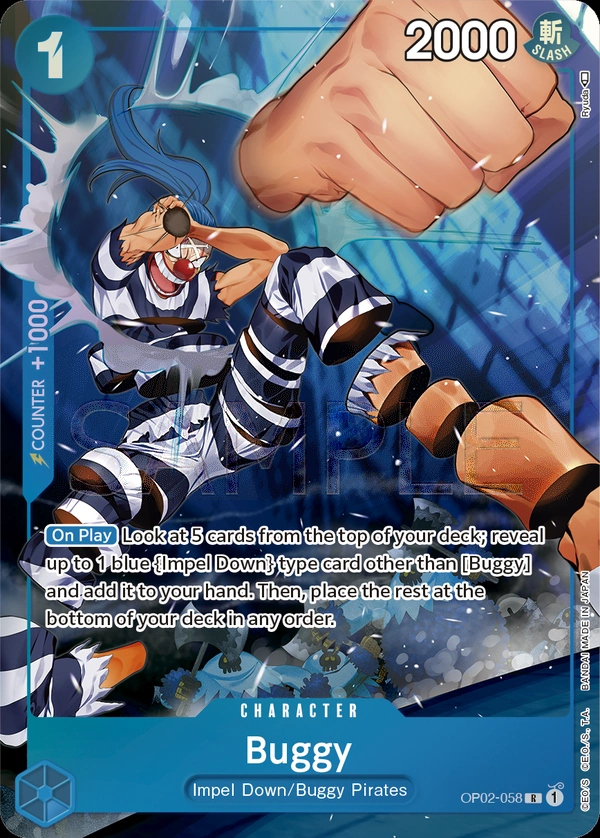 1
2000
斬
SLASH
Ryuda
COUNTER +1000
SAMPLE
On Play Look at 5 cards from the top of your deck; reveal
up to 1 blue {Impel Down} type card other than [Buggy]
and add it to your hand. Then, place the rest at the
bottom of your deck in any order.
©E.O/S ©E.O./S., T.A. BANDAI MADE IN JAPAN
CHARACTER
Buggy
Impel Down/Buggy Pirates
OP02-058 R 1